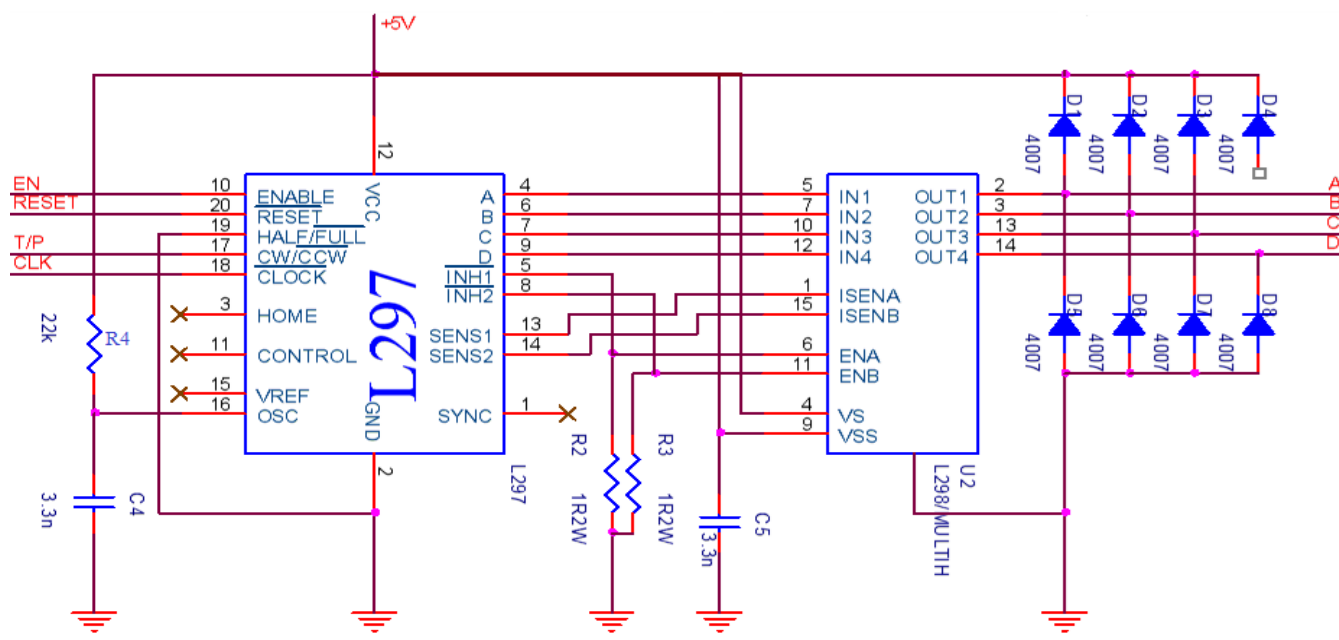 +5V
D1
D2
D3
D4
4007
4007
4007
4007
12
VCC
EN
10
ENABLE
A
4
5
IN1
OUT1
2
A
RESET
20
RESET
B
6
7
IN2
OUT2
3
B
19
HALF/FULL
C
7
10
IN3
OUT3
13
C
T/P
17
CW/CCW
D
9
12
IN4
OUT4
14
D
CLK
18
CLOCK
INH1
5
INH2
8
1
ISENA
15
ISENB
3
HOME
L297
SENS1
13
SENS2
14
22k
R4
11
CONTROL
6
ENA
11
ENB
D5
D6
D7
D8
4007
4007
4007
4007
15
VREF
16
OSC
GND
SYNC
1
4
VS
9
VSS
2
L297
R2
R3
1R2W
1R2W
U2
L298/MULTIH
3.3n
C4
C5
3.3n